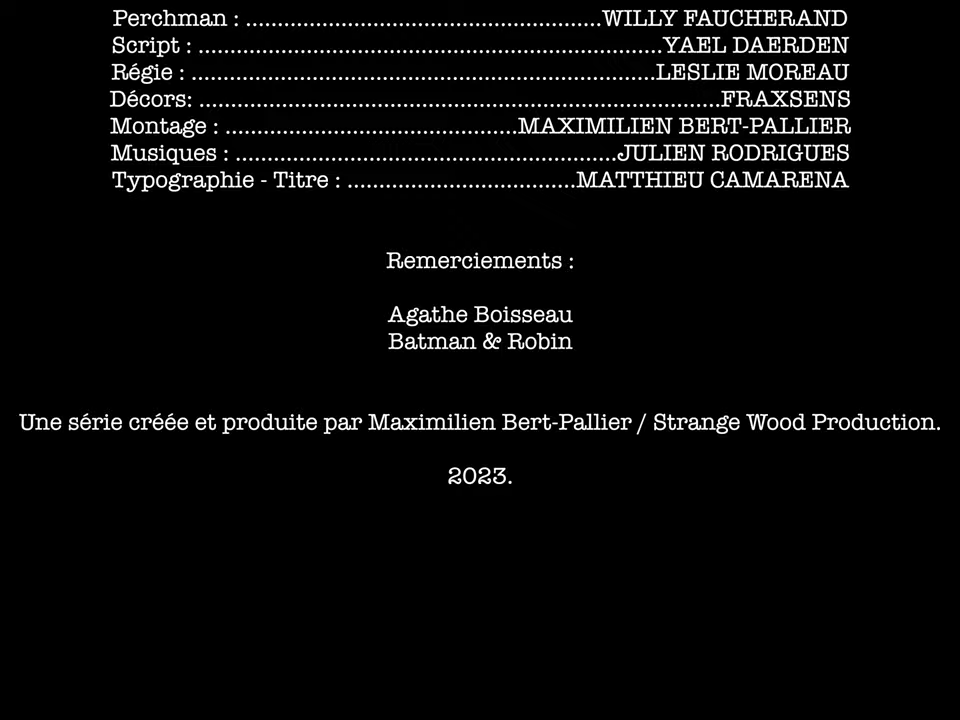 Perchman : ........................................................WILLY FAUCHERAND
Script : .........................................................................YAEL DAERDEN
Régie : .........................................................................LESLIE MOREAU
Décors: ..................................................................................FRAXSENS
Montage : ..............................................MAXIMILIEN BERT-PALLIER
Musiques : ............................................................JULIEN RODRIGUES
Typographie - Titre : ....................................MATTHIEU CAMARENA
Remerciements :
Agathe Boisseau
Batman & Robin
Une série créée et produite par Maximilien Bert-Pallier / Strange Wood Production.
2023.